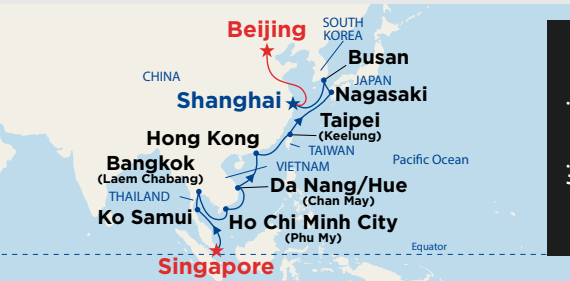 Beijing
SOUTH
KOREA
Busan
CHINA
JAPAN
Shanghai
Nagasaki
Taipei
(Keelung)
Hong Kong
TAIWAN
Bangkok
(Laem Chabang)
VIETNAM
Pacific Ocean
THAILAND
Da Nang/Hue
(Chan May)
Ko Samui
Ho Chi Minh City
(Phu My)
Equator
Singapore